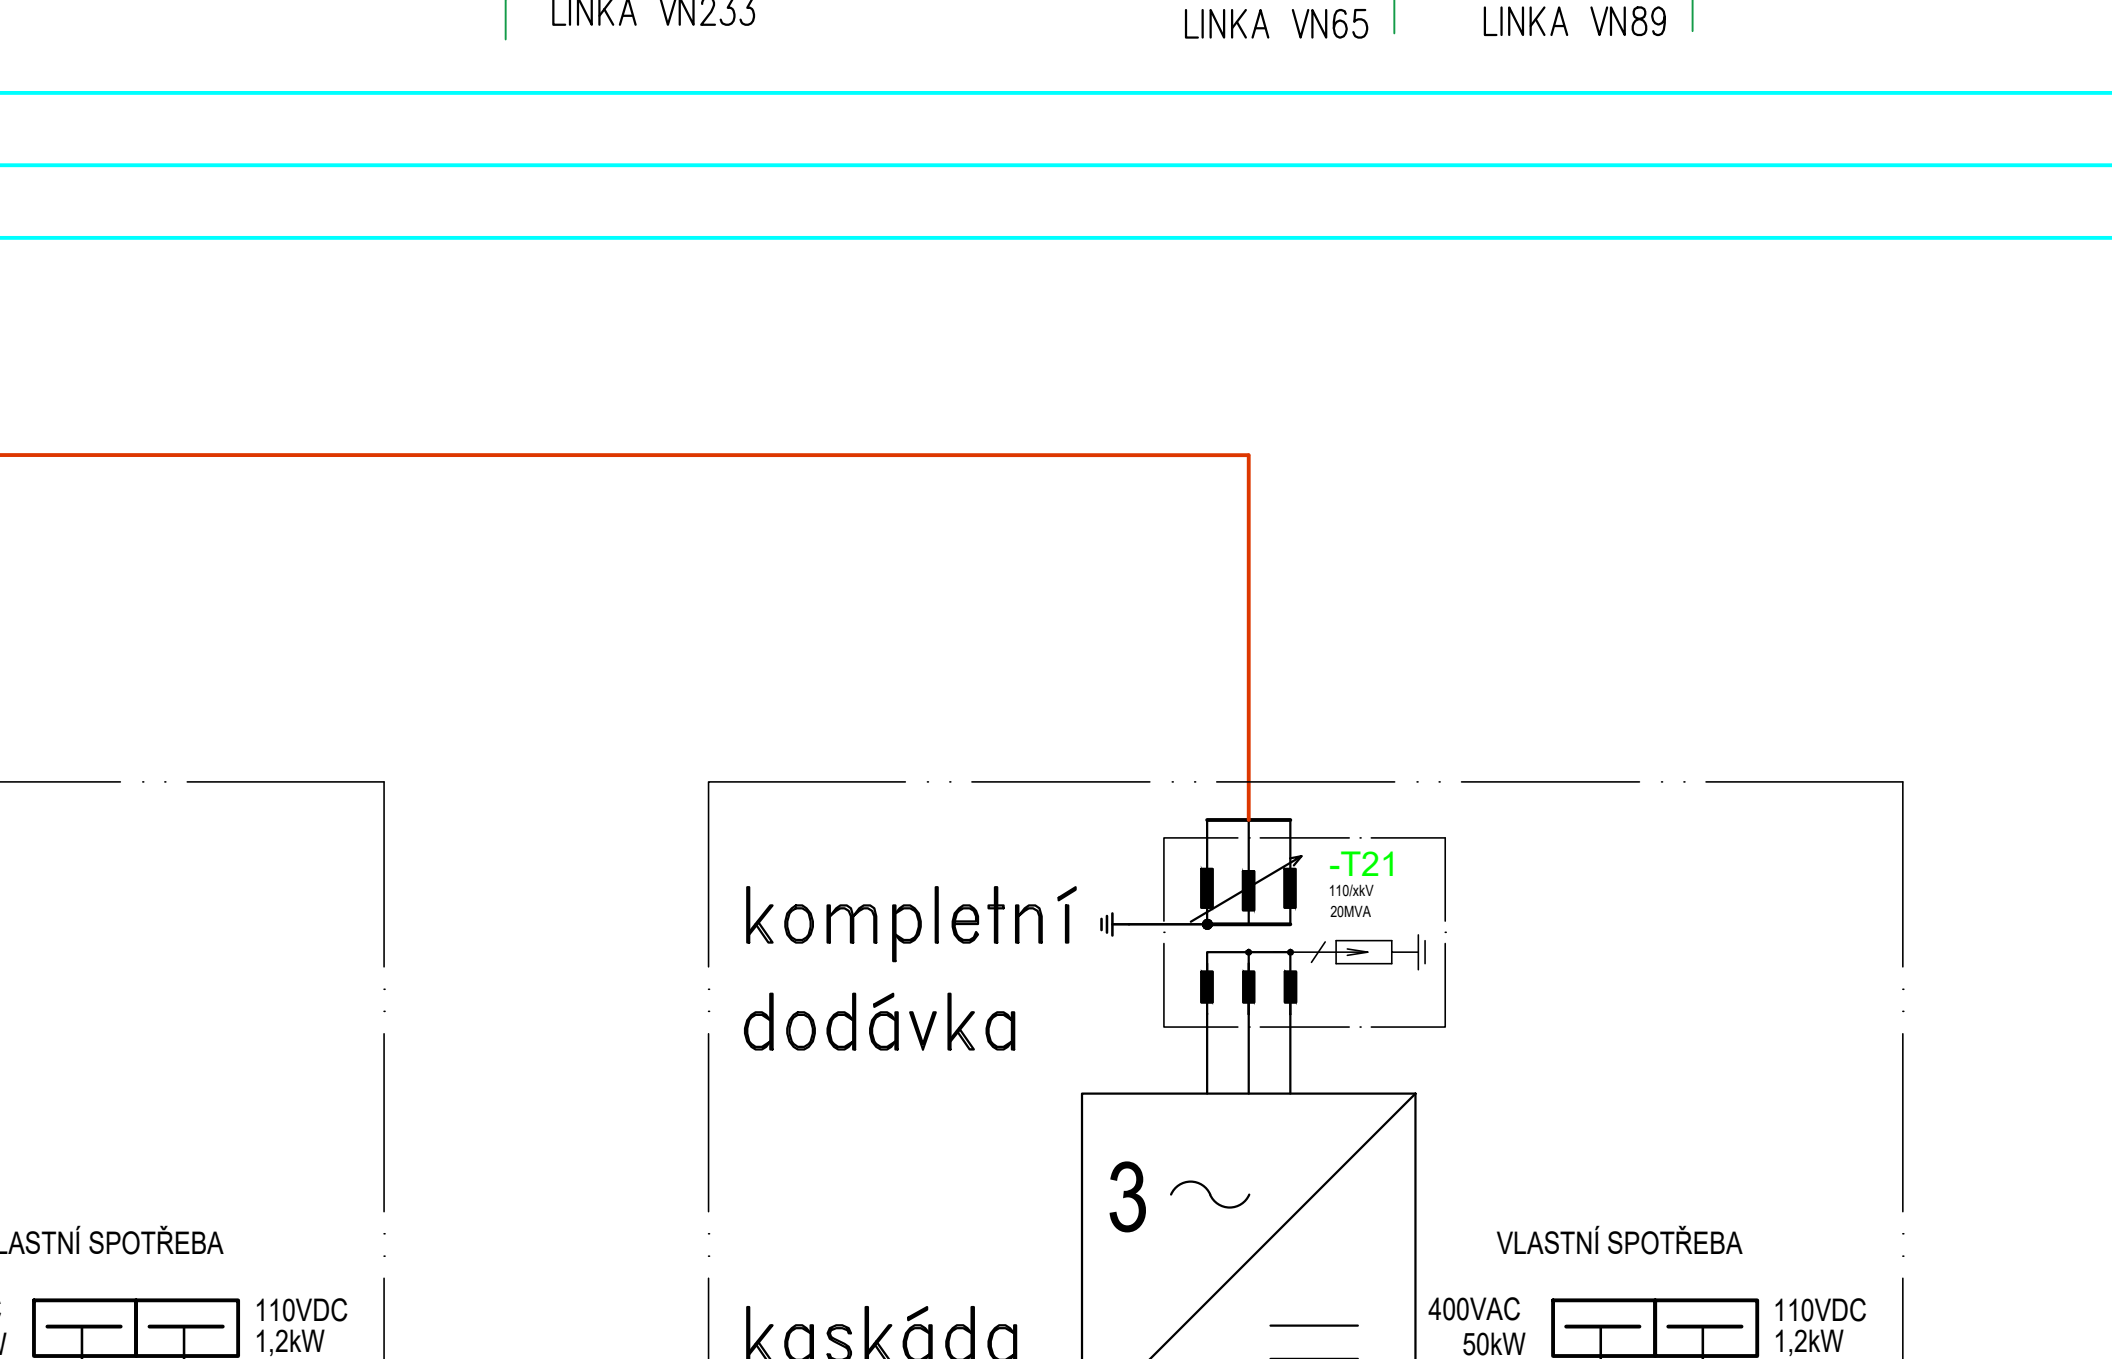 LINKA VN233
LINKA VN65
LINKA VN89
-T21
110/xkV
20MVA
kompletní
dodávka
3
LASTNÍ SPOTŘEBA
110VDC
1,2kW
VLASTNÍ SPOTŘEBA
400VAC
50kW
110VDC
1,2kW
kaskáda